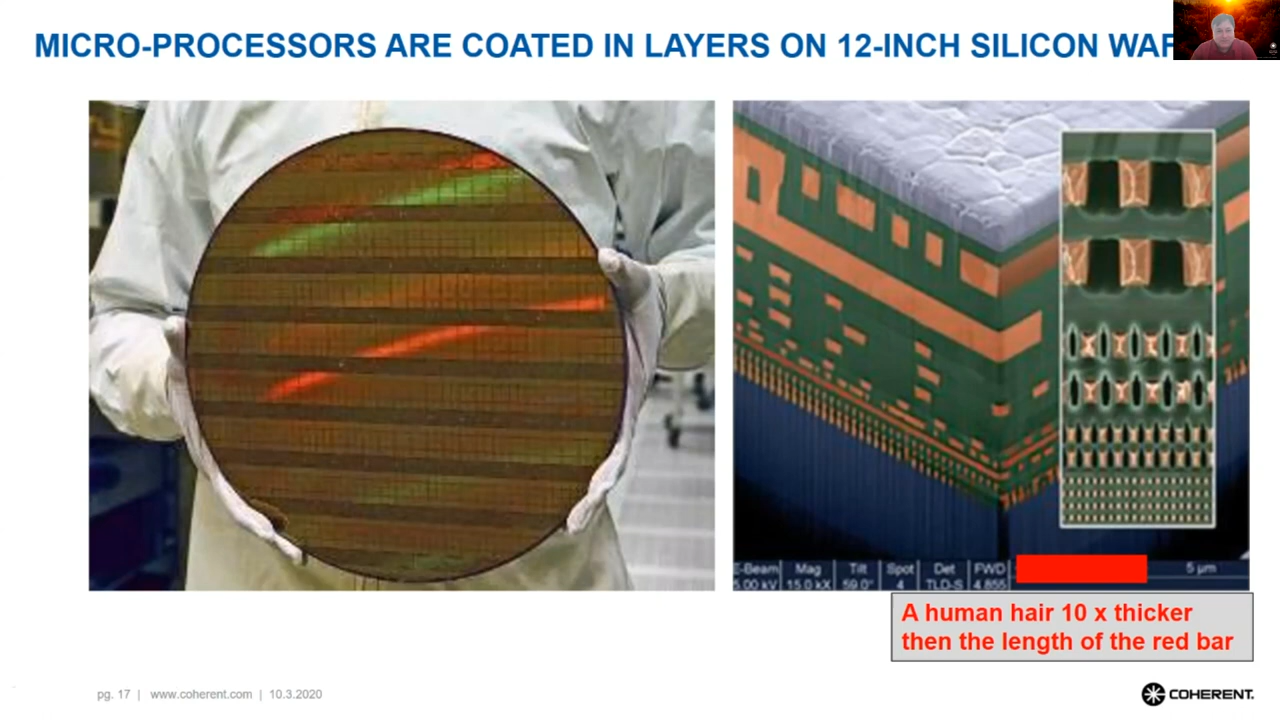 MICRO-PROCESSORS ARE COATED IN LAYERS ON 12-INCH SILICON WAF
E-Beam Mag Tilt Spot Det FWD 5 µm
5.00 kV 15.0 kX 59.0° 4 TLD-S 4.855
A human hair 10 x thicker
then the length of the red bar
pg. 17 | www.coherent.com | 10.3.2020
COHERENT.